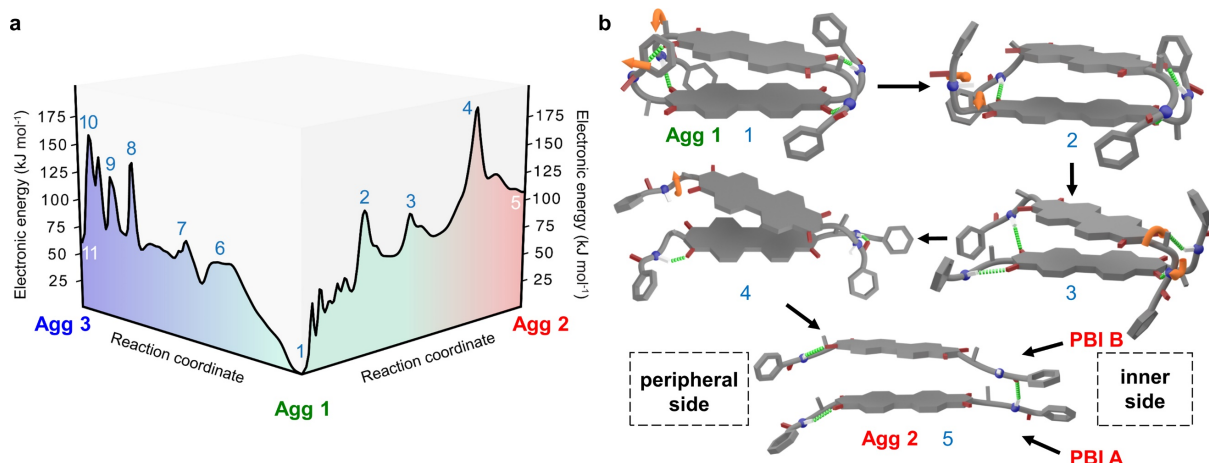 a
Electronic energy (kJ mol⁻¹)
175
150
125
100
75
50
25
10
9
8
7
6
11
Agg 3
Reaction coordinate
1
Agg 1
Reaction coordinate
Agg 2
2
3
4
5
175
150
125
100
75
50
25
Electronic energy (kJ mol⁻¹)
b
Agg 1 1
2
4
3
peripheral
side
PBI B
inner
side
Agg 2 5
PBI A